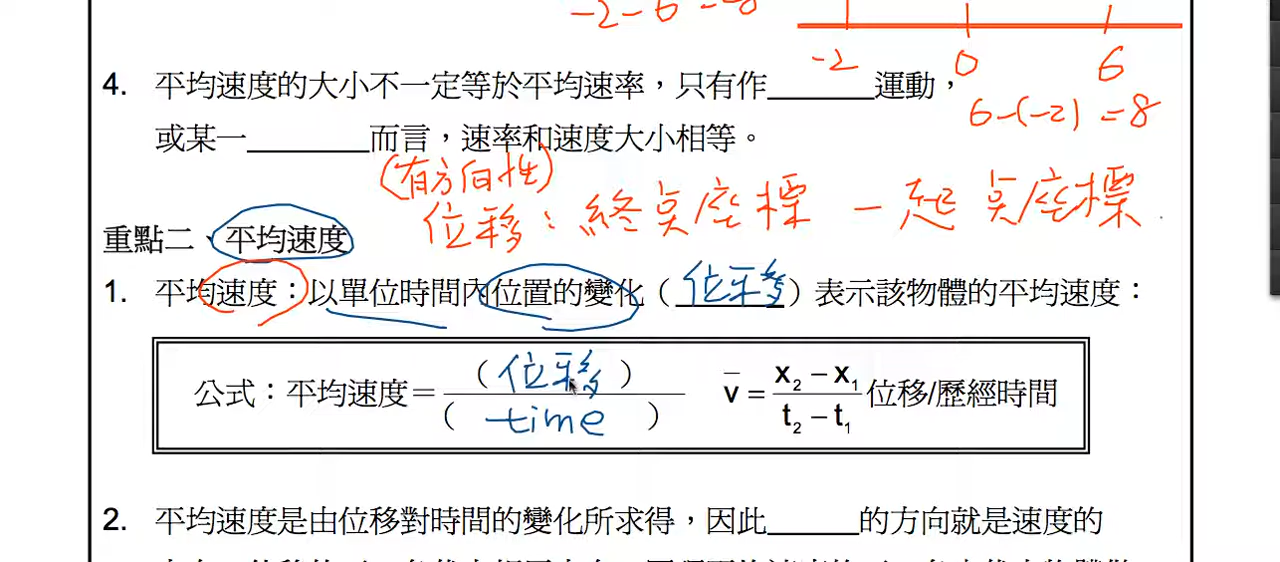 -2-6=-8
-2 0 6
4. 平均速度的大小不一定等於平均速率，只有作______運動，
6-(-2)=8
或某一______而言，速率和速度大小相等。
(有方向性)
位移：終点座標 － 起点座標
重點二、平均速度
1. 平均速度：以單位時間內位置的變化（位移）表示該物體的平均速度：
公式：平均速度＝(位移)/(time) v̄ = x₂－x₁/t₂－t₁ 位移/歷經時間
2. 平均速度是由位移對時間的變化所求得，因此______的方向就是速度的